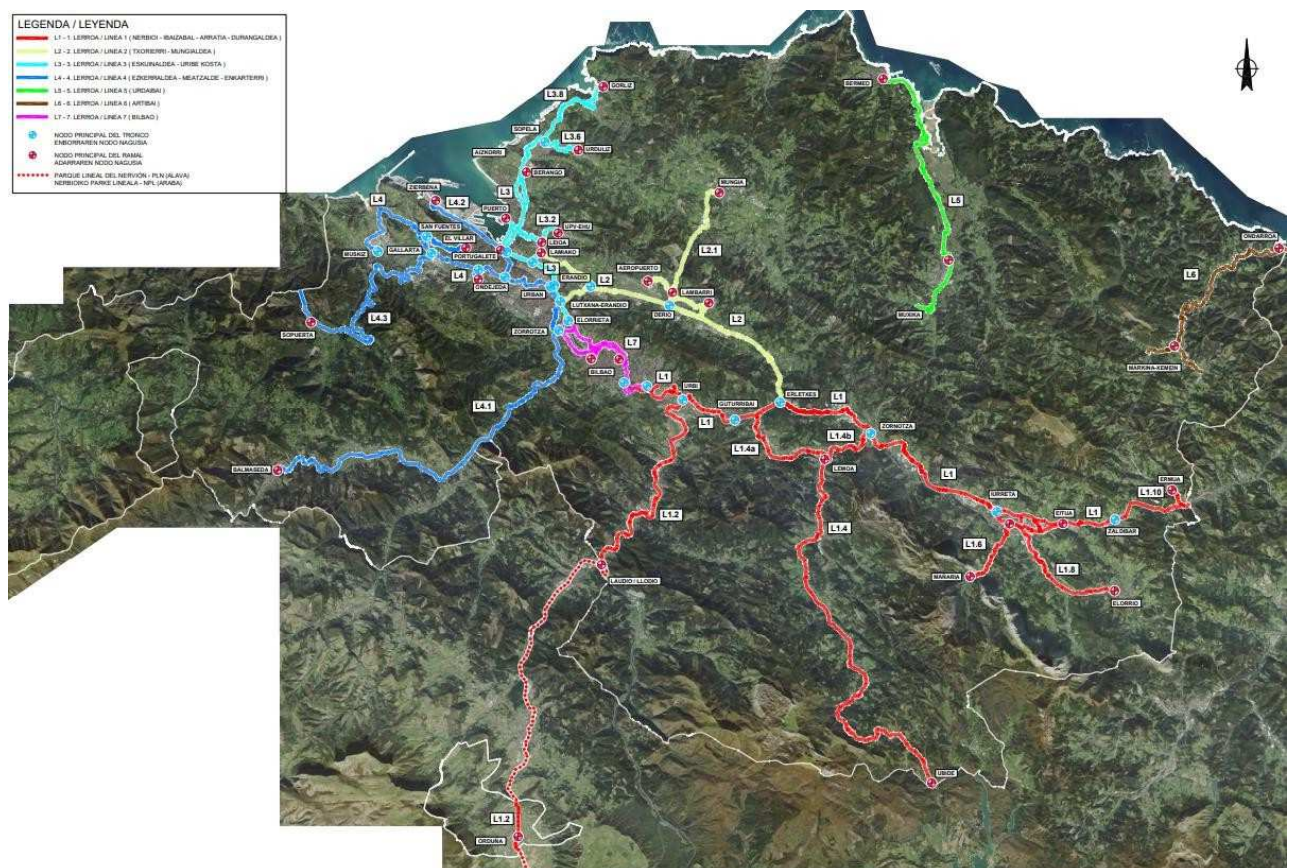 LEGENDA / LEYENDA
L1 - 1. LERROA / LINEA 1 ( NERBIOI - IBAIZABAL - ARRATIA - DURANGALDEA )
L2 - 2. LERROA / LINEA 2 ( TXORIERRI - MUNGIALDEA )
L3 - 3. LERROA / LINEA 3 ( ESKUINALDEA - URIBE KOSTA )
L4 - 4. LERROA / LINEA 4 ( EZKERRALDEA - MEATZALDE - ENKARTERRI )
L5 - 5. LERROA / LINEA 5 ( URDAIBAI )
L6 - 6. LERROA / LINEA 6 ( ARTIBAI )
L7 - 7. LERROA / LINEA 7 ( BILBAO )
NODO PRINCIPAL DEL TRONCO
ENBORRAREN NODO NAGUSIA
NODO PRINCIPAL DEL RAMAL
ADARRAREN NODO NAGUSIA
PARQUE LINEAL DEL NERVIÓN - PLN (ÁLAVA)
NERBIOIKO PARKE LINEALA - NPL (ARABA)
BERMEO
GORLIZ
L3.8
SOPELA
L3.6
URDULIZ
AIZKORRI
BERANGO
ZIERBENA
L4
L4.2
L3
MUNGIA
PUERTO
L3.2
UPV-EHU
SAN FUENTES
EL VILLAR
LEIOA
LAMIAKO
L5
ONDARROA
MUSKIZ
GALLARTA
PORTUGALETE
L2.1
L3
AEROPUERTO
L6
L4
ERANDIO
L2
ONDEJEDA
URBAN
LAMBARRI
LUTXANA-ERANDIO
DERIO
MUXIKA
SOPUERTA
L4.3
ELORRIETA
L2
ZORROTZA
MARKINA-XEMEIN
L7
BILBAO
L1
URBI
L4.1
GUTURRIBAI
ERLETXES
L1
L1
ZORNOTZA
L1.4a
L1.4b
LEMOA
BALMASEDA
L1
ERMUA
L1.10
IURRETA
L1.2
EITUA
L1
ZALDIBAR
L1.4
L1.6
MAÑARIA
L1.8
ELORRIO
LAUDIO / LLODIO
UBIDE
L1.2
ORDUÑA